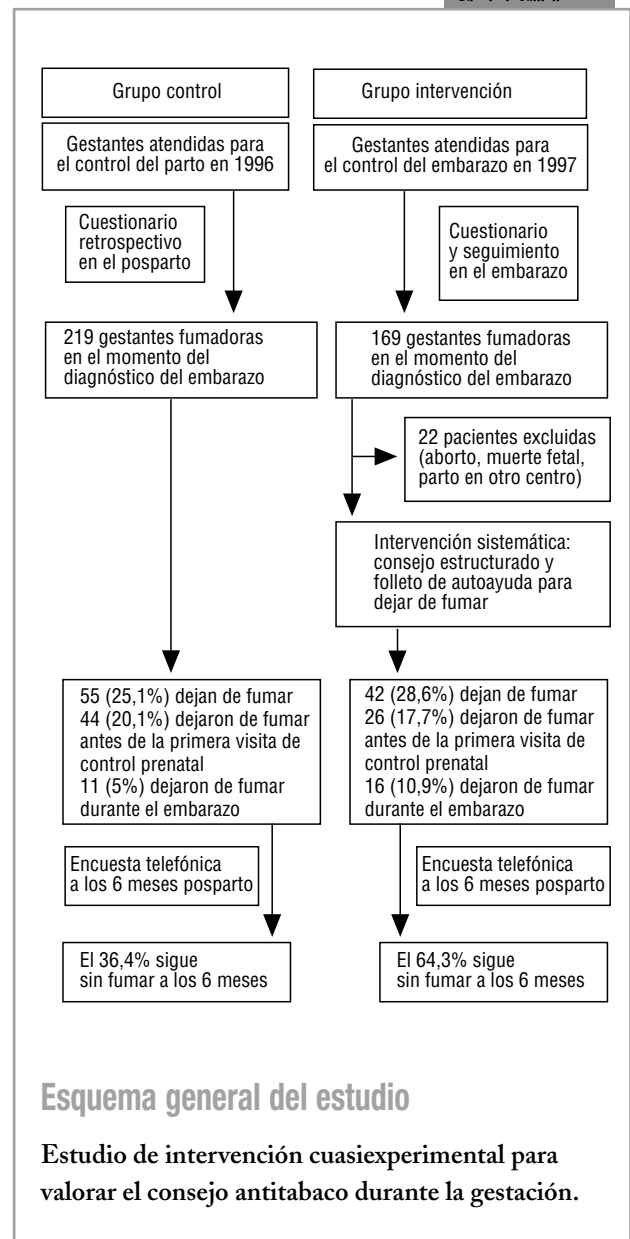 Grupo control
Grupo intervención
Gestantes atendidas para
el control del parto en 1996
Gestantes atendidas para
el control del embarazo en 1997
Cuestionario
retrospectivo
en el posparto
Cuestionario
y seguimiento
en el embarazo
219 gestantes fumadoras
en el momento del
diagnóstico del embarazo
169 gestantes fumadoras
en el momento del
diagnóstico del embarazo
22 pacientes excluidas
(aborto, muerte fetal,
parto en otro centro)
Intervención sistemática:
consejo estructurado y
folleto de autoayuda para
dejar de fumar
55 (25,1%) dejan de fumar
44 (20,1%) dejaron de fumar
antes de la primera visita de
control prenatal
11 (5%) dejaron de fumar
durante el embarazo
42 (28,6%) dejan de fumar
26 (17,7%) dejaron de fumar
antes de la primera visita de
control prenatal
16 (10,9%) dejaron de fumar
durante el embarazo
Encuesta telefónica
a los 6 meses posparto
Encuesta telefónica
a los 6 meses posparto
El 36,4% sigue
sin fumar a los 6 meses
El 64,3% sigue
sin fumar a los 6 meses
Esquema general del estudio
Estudio de intervención cuasiexperimental para
valorar el consejo antitabaco durante la gestación.